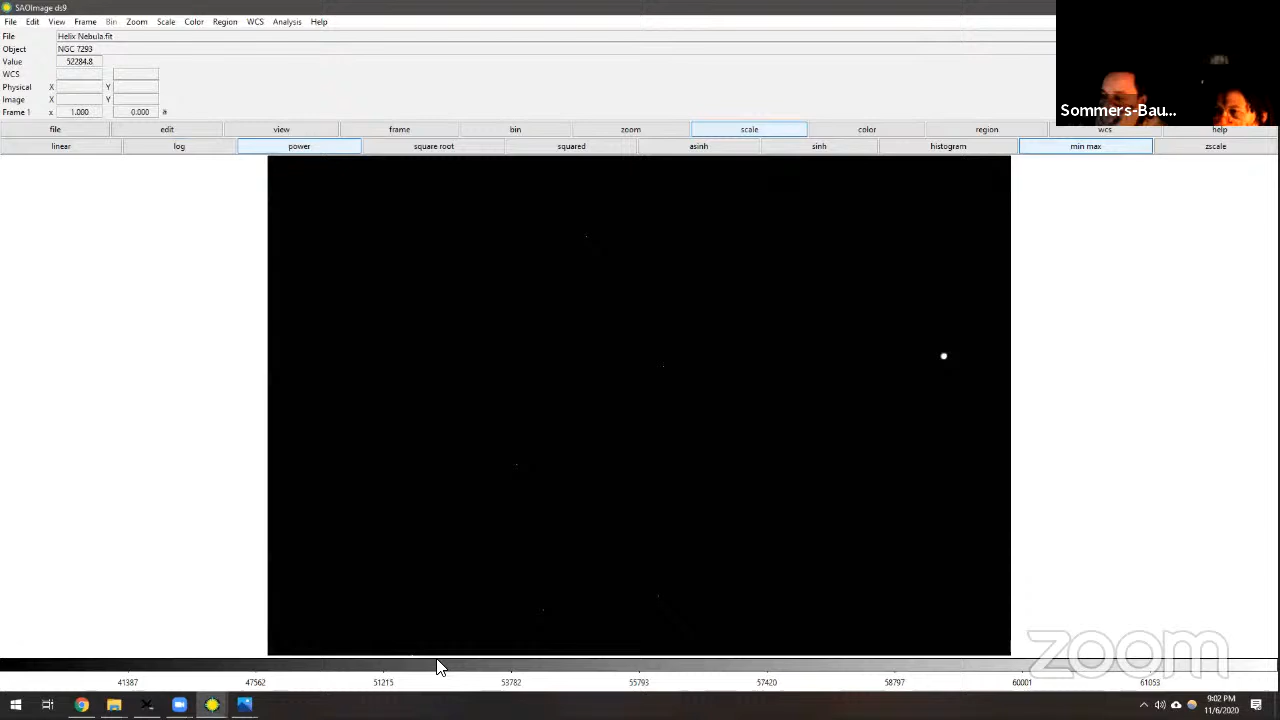 SAOImage ds9
File Edit View Frame Bin Zoom Scale Color Region WCS Analysis Help
File Helix Nebula.fit
Object NGC 7293
Value 52284.8
WCS
Physical X Y
Image X Y
Frame 1 x 1.000 0.000 °
Sommers-Bau...
file edit view frame bin zoom scale color region wcs help
linear log power square root squared asinh sinh histogram min max zscale
zoom
41387 47562 51215 53782 55793 57420 58797 60001 61053
9:02 PM
11/6/2020